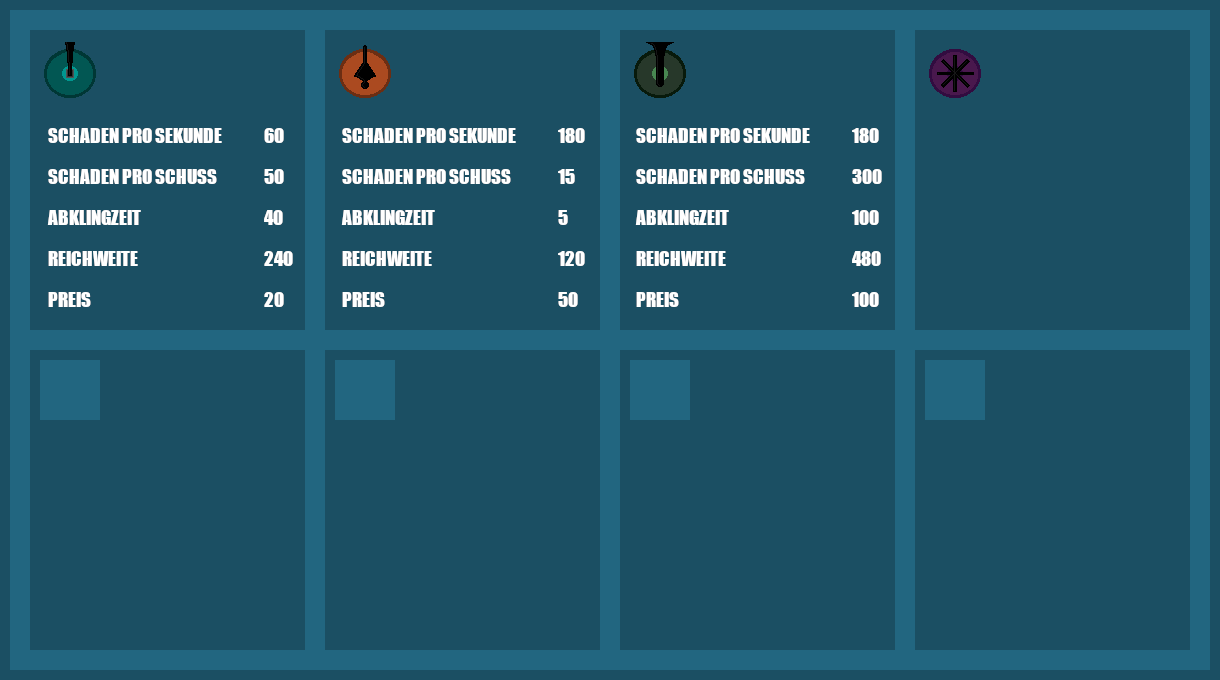 SCHADEN PRO SEKUNDE 60
SCHADEN PRO SCHUSS 50
ABKLINGZEIT 40
REICHWEITE 240
PREIS 20
SCHADEN PRO SEKUNDE 180
SCHADEN PRO SCHUSS 15
ABKLINGZEIT 5
REICHWEITE 120
PREIS 50
SCHADEN PRO SEKUNDE 180
SCHADEN PRO SCHUSS 300
ABKLINGZEIT 100
REICHWEITE 480
PREIS 100